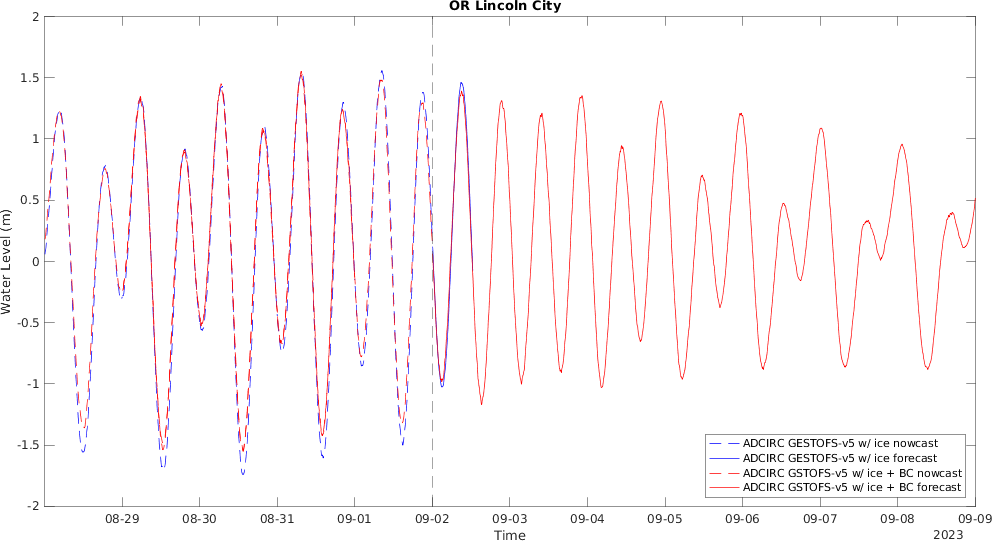 OR Lincoln City
2
1.5
1
0.5
0
-0.5
-1
-1.5
-2
Water Level (m)
ADCIRC GESTOFS-v5 w/ ice nowcast
ADCIRC GESTOFS-v5 w/ ice forecast
ADCIRC GSTOFS-v5 w/ ice + BC nowcast
ADCIRC GSTOFS-v5 w/ ice + BC forecast
08-29 08-30 08-31 09-01 09-02 09-03 09-04 09-05 09-06 09-07 09-08 09-09
Time
2023